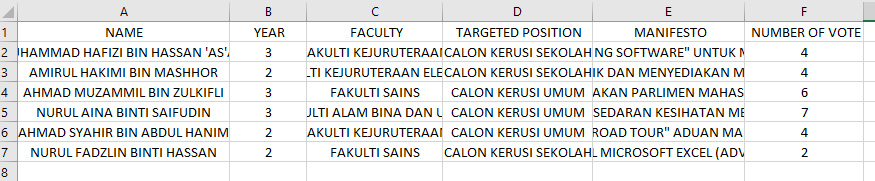 A B C D E F
1 NAME YEAR FACULTY TARGETED POSITION MANIFESTO NUMBER OF VOTE
2 UHAMMAD HAFIZI BIN HASSAN 'AS' 3 AKULTI KEJURUTERAAN CALON KERUSI SEKOLAH NG SOFTWARE" UNTUK M 4
3 AMIRUL HAKIMI BIN MASHHOR 2 LTI KEJURUTERAAN ELE CALON KERUSI SEKOLAH IK DAN MENYEDIAKAN M 4
4 AHMAD MUZAMMIL BIN ZULKIFLI 3 FAKULTI SAINS CALON KERUSI UMUM AKAN PARLIMEN MAHAS 6
5 NURUL AINA BINTI SAIFUDIN 3 ULTI ALAM BINA DAN U CALON KERUSI UMUM SEDARAN KESIHATAN ME 7
6 AHMAD SYAHIR BIN ABDUL HANIM 2 AKULTI KEJURUTERAAN CALON KERUSI UMUM ROAD TOUR" ADUAN MA 4
7 NURUL FADZLIN BINTI HASSAN 2 FAKULTI SAINS CALON KERUSI SEKOLAH L MICROSOFT EXCEL (ADV 2
8